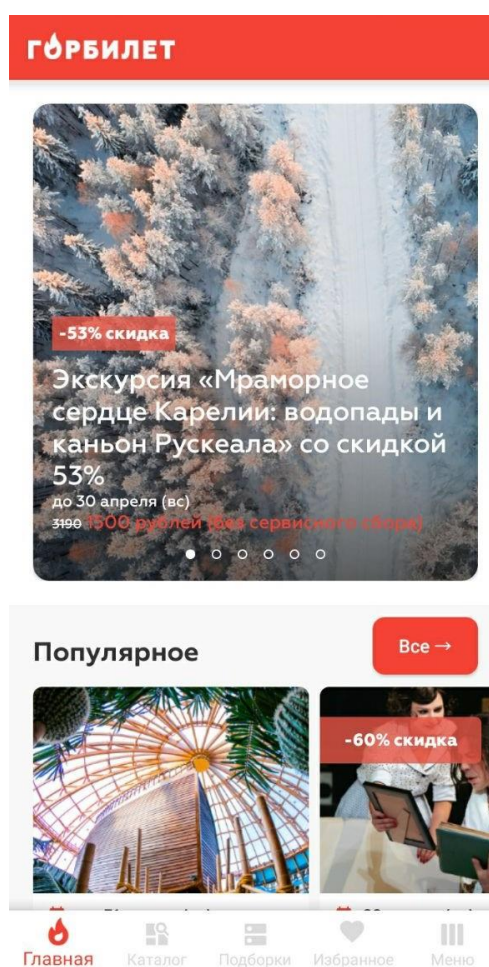 ГОРБИЛЕТ
-53% скидка
Экскурсия «Мраморное
сердце Карелии: водопады и
каньон Рускеала» со скидкой
53%
до 30 апреля (вс)
3190 1500 рублей (без сервисного сбора)
Популярное
Все →
-60% скидка
Главная
Каталог
Подборки
Избранное
Меню